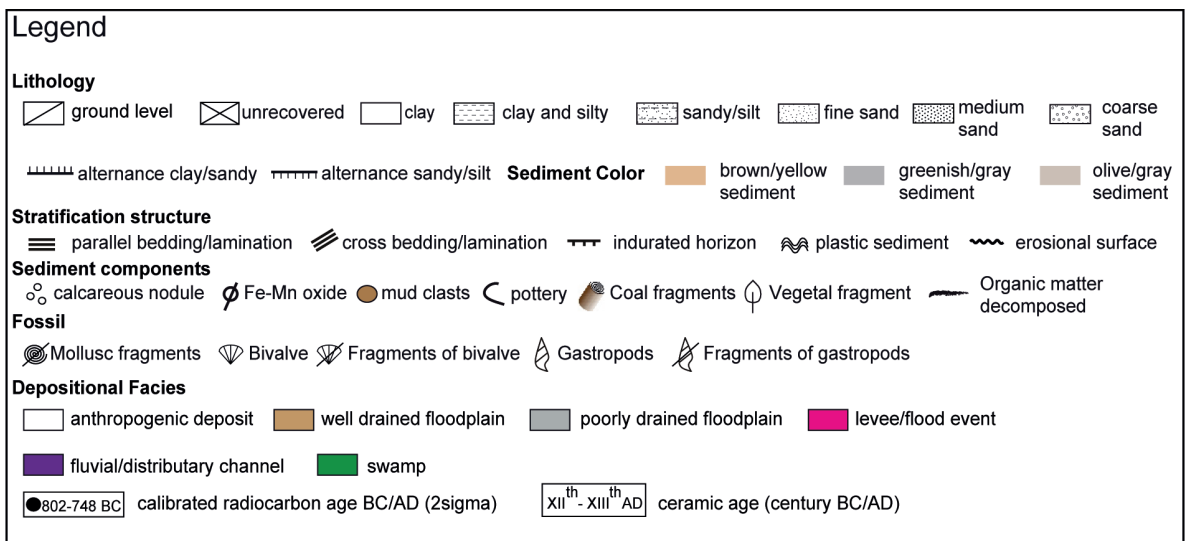 Legend
Lithology
ground level unrecovered clay clay and silty sandy/silt fine sand medium sand coarse sand
alternance clay/sandy alternance sandy/silt Sediment Color brown/yellow sediment greenish/gray sediment olive/gray sediment
Stratification structure
parallel bedding/lamination cross bedding/lamination indurated horizon plastic sediment erosional surface
Sediment components
calcareous nodule Fe-Mn oxide mud clasts pottery Coal fragments Vegetal fragment Organic matter decomposed
Fossil
Mollusc fragments Bivalve Fragments of bivalve Gastropods Fragments of gastropods
Depositional Facies
anthropogenic deposit well drained floodplain poorly drained floodplain levee/flood event
fluvial/distributary channel swamp
802-748 BC calibrated radiocarbon age BC/AD (2sigma) XIIth - XIIIth AD ceramic age (century BC/AD)